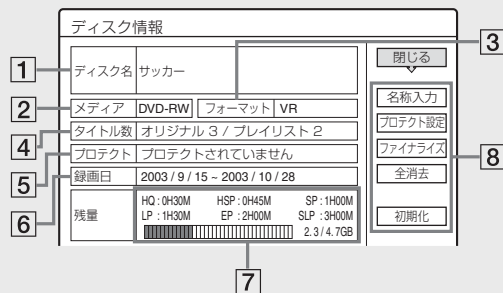 ディスク情報
3
閉じる
1
ディスク名 サッカー
名称入力
2
メディア DVD-RW フォーマット VR
プロテクト設定
4
タイトル数 オリジナル 3 / プレイリスト 2
ファイナライズ
8
5
プロテクト プロテクトされていません
全消去
6
録画日 2003 / 9 / 15 ~ 2003 / 10 / 28
残量
HQ : 0H30M HSP : 0H45M SP : 1H00M
LP : 1H30M EP : 2H00M SLP : 3H00M
初期化
2. 3 / 4. 7GB
7